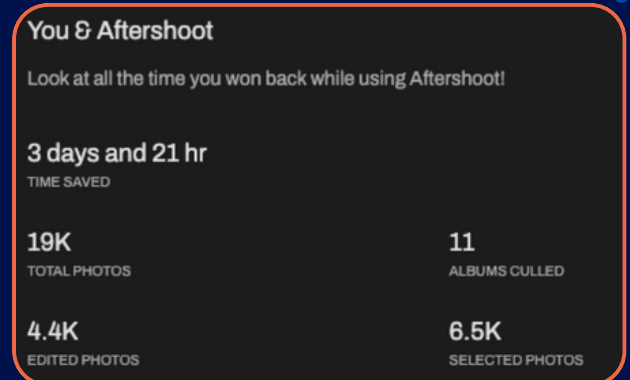 You & Aftershoot
Look at all the time you won back while using Aftershoot!
3 days and 21 hr
TIME SAVED
19K
TOTAL PHOTOS
11
ALBUMS CULLED
4.4K
EDITED PHOTOS
6.5K
SELECTED PHOTOS